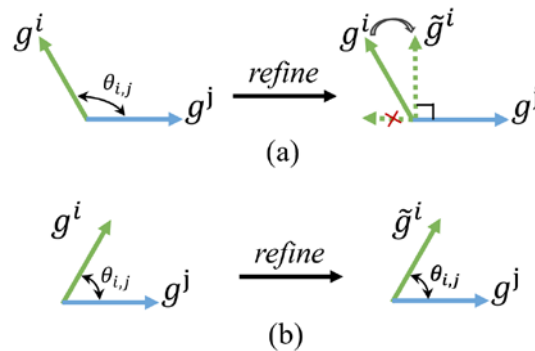 g^i θ_{i,j} g^j
refine
g^i g̃^i g^j
(a)
g^i θ_{i,j} g^j
refine
g̃^i θ_{i,j} g^j
(b)